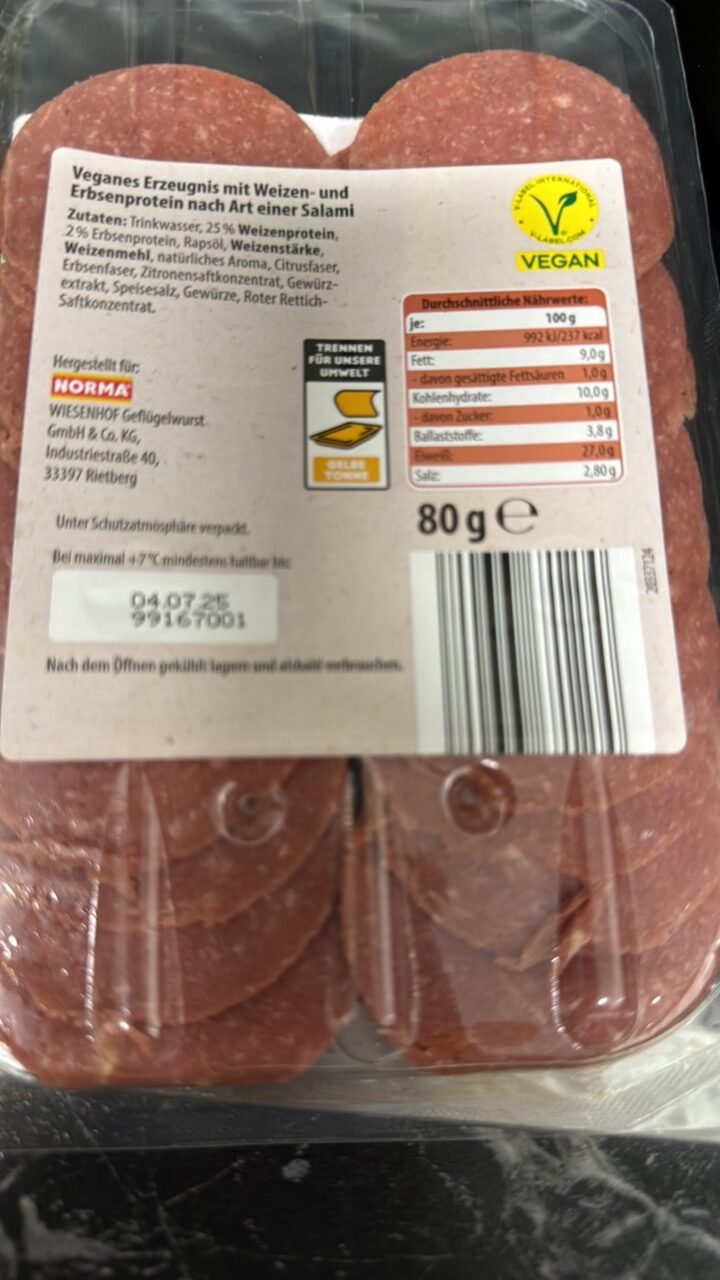 Veganes Erzeugnis mit Weizen- und
Erbsenprotein nach Art einer Salami
Zutaten: Trinkwasser, 25 % Weizenprotein,
2 % Erbsenprotein, Rapsöl, Weizenstärke,
Weizenmehl, natürliches Aroma, Citrusfaser,
Erbsenfaser, Zitronensaftkonzentrat, Gewürz-
extrakt, Speisesalz, Gewürze, Roter Rettich-
Saftkonzentrat.
V-LABEL INTERNATIONAL
V-LABEL.COM
VEGAN
Durchschnittliche Nährwerte:
je: 100 g
Energie: 992 kJ/237 kcal
Fett: 9,0 g
- davon gesättigte Fettsäuren 1,0 g
Kohlenhydrate: 10,0 g
- davon Zucker: 1,0 g
Ballaststoffe: 3,8 g
Eiweiß: 27,0 g
Salz: 2,80 g
TRENNEN
FÜR UNSERE
UMWELT
GELBE
TONNE
Hergestellt für:
NORMA
WIESENHOF Geflügelwurst
GmbH & Co. KG,
Industriestraße 40,
33397 Rietberg
80 g e
Unter Schutzatmosphäre verpackt.
Bei maximal +7 °C mindestens haltbar bis:
04.07.25
99167001
Nach dem Öffnen gekühlt lagern und alsbald verbrauchen.